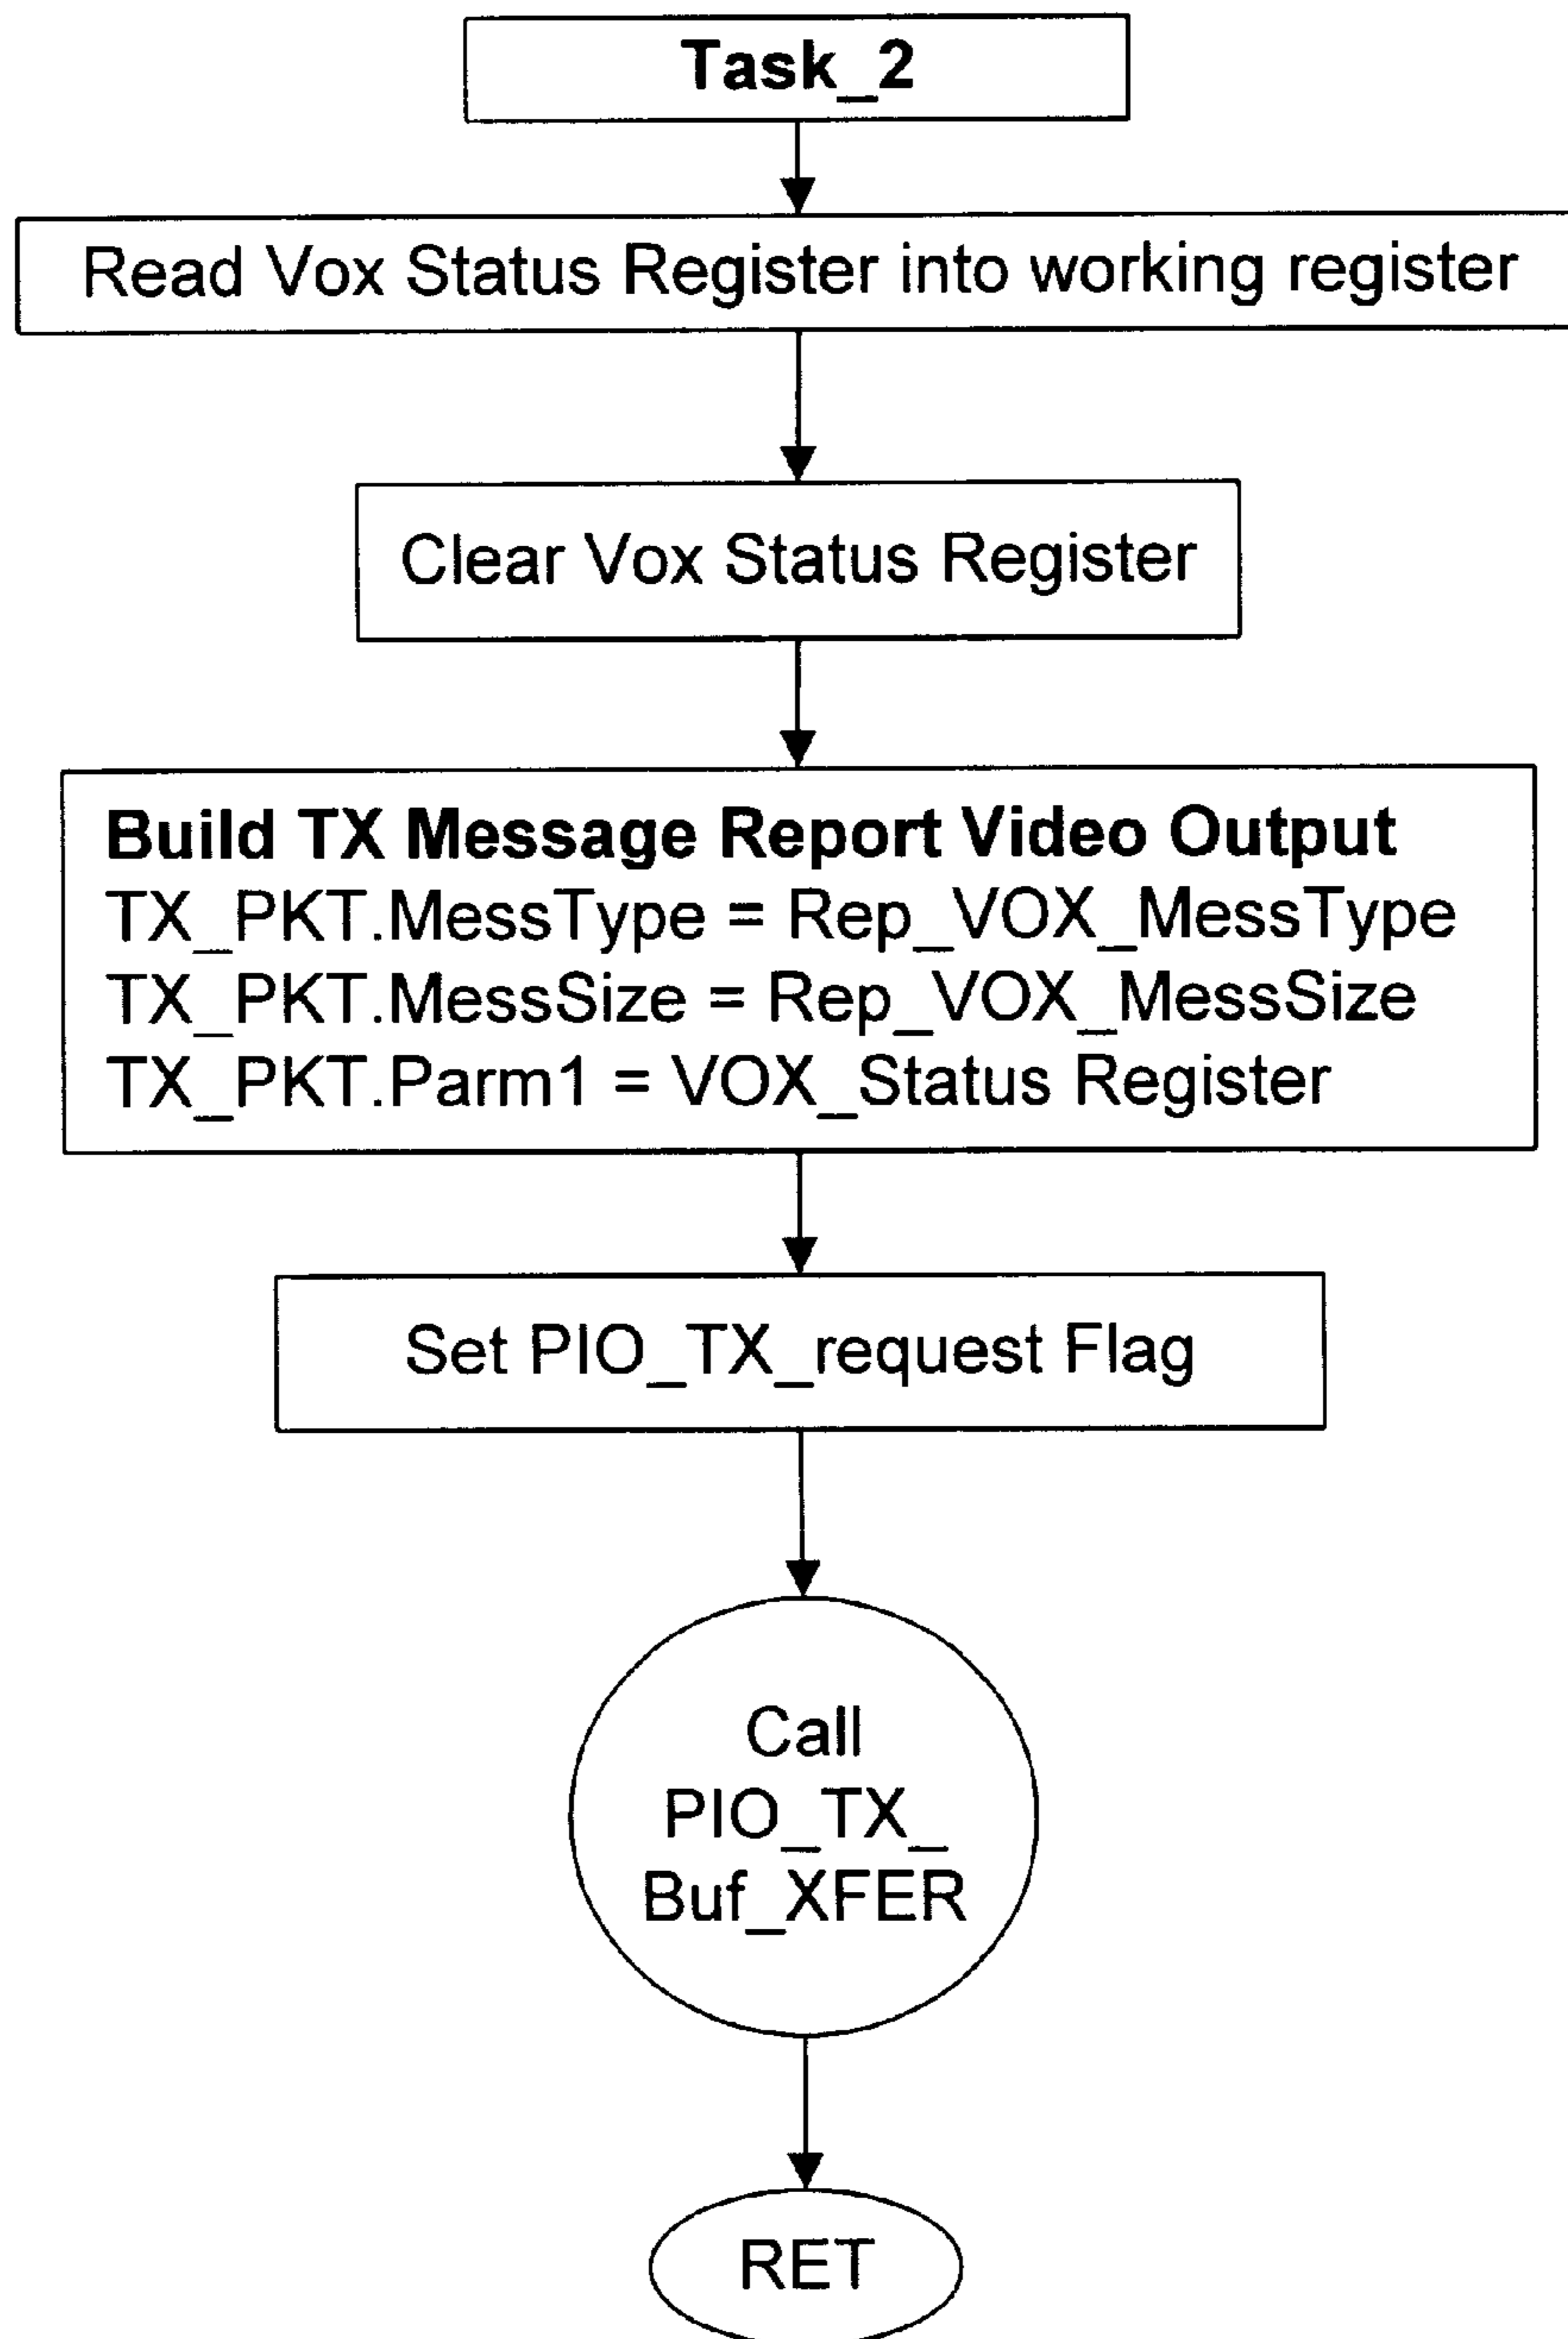 Task_2
Read Vox Status Register into working register
Clear Vox Status Register
Build TX Message Report Video Output
TX_PKT.MessType = Rep_VOX_MessType
TX_PKT.MessSize = Rep_VOX_MessSize
TX_PKT.Parm1 = VOX_Status Register
Set PIO_TX_request Flag
Call
PIO_TX_
Buf_XFER
RET